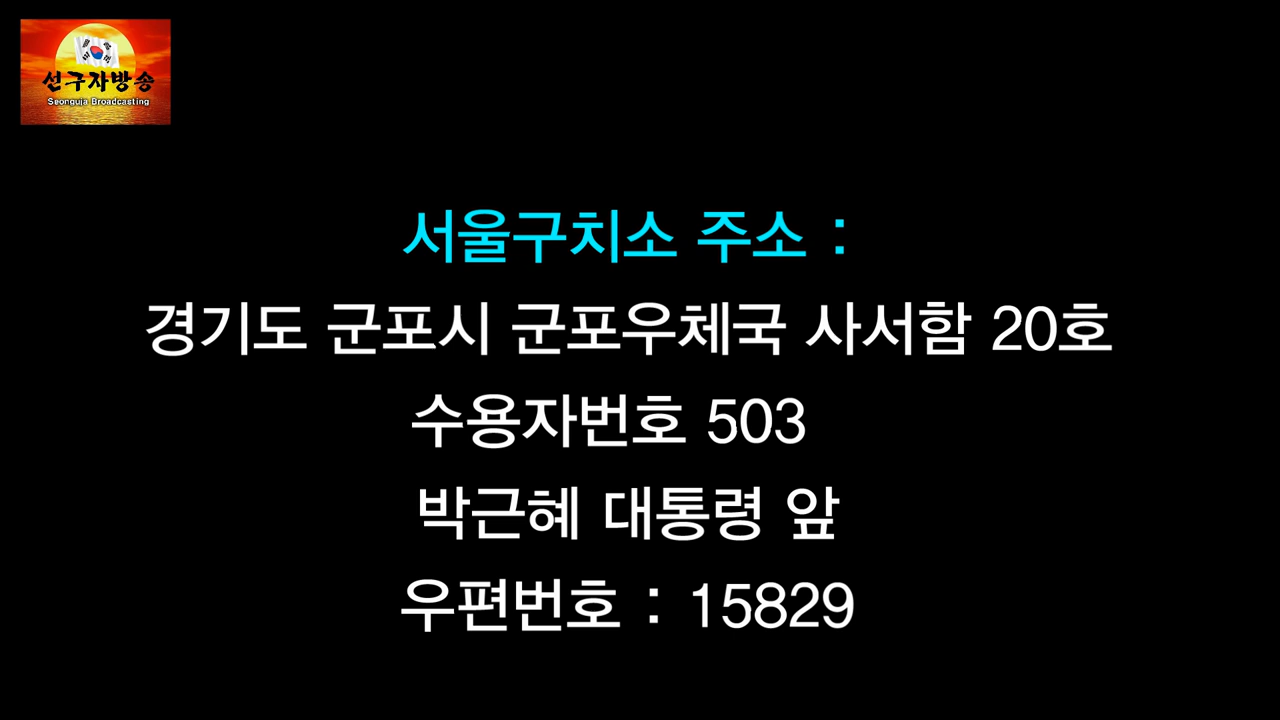 선구자방송
Seonguja Broadcasting
서울구치소 주소 :
경기도 군포시 군포우체국 사서함 20호
수용자번호 503
박근혜 대통령 앞
우편번호 : 15829